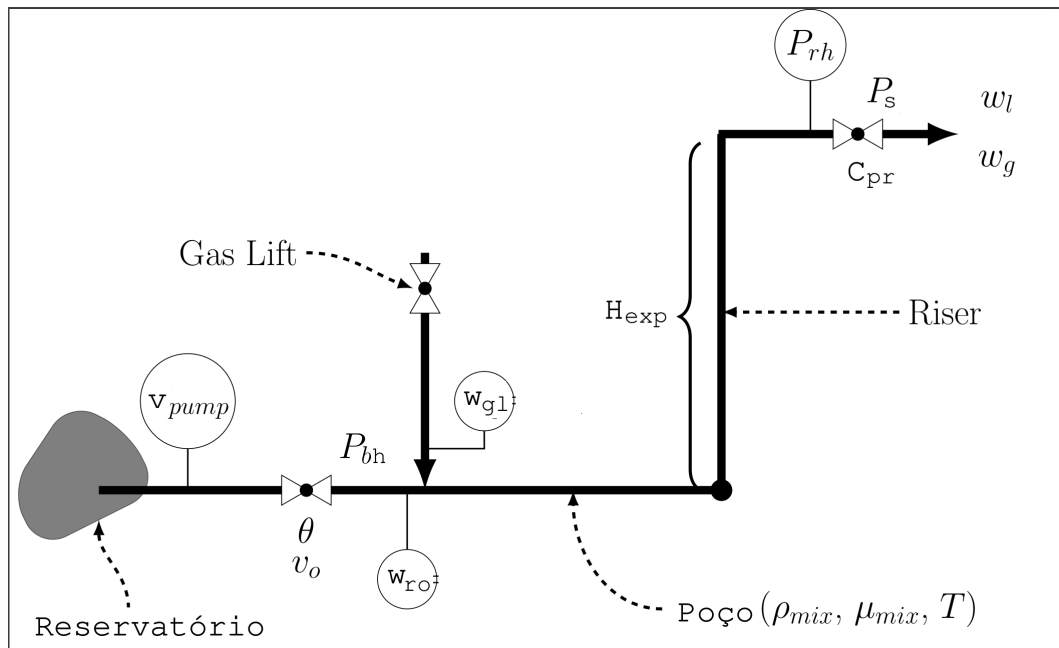 P_rh
P_s
w_l
w_g
C_pr
Gas Lift
H_exp
Riser
v_pump
w_gl
P_bh
θ
v_o
w_ro
Poço (ρ_mix, μ_mix, T)
Reservatório